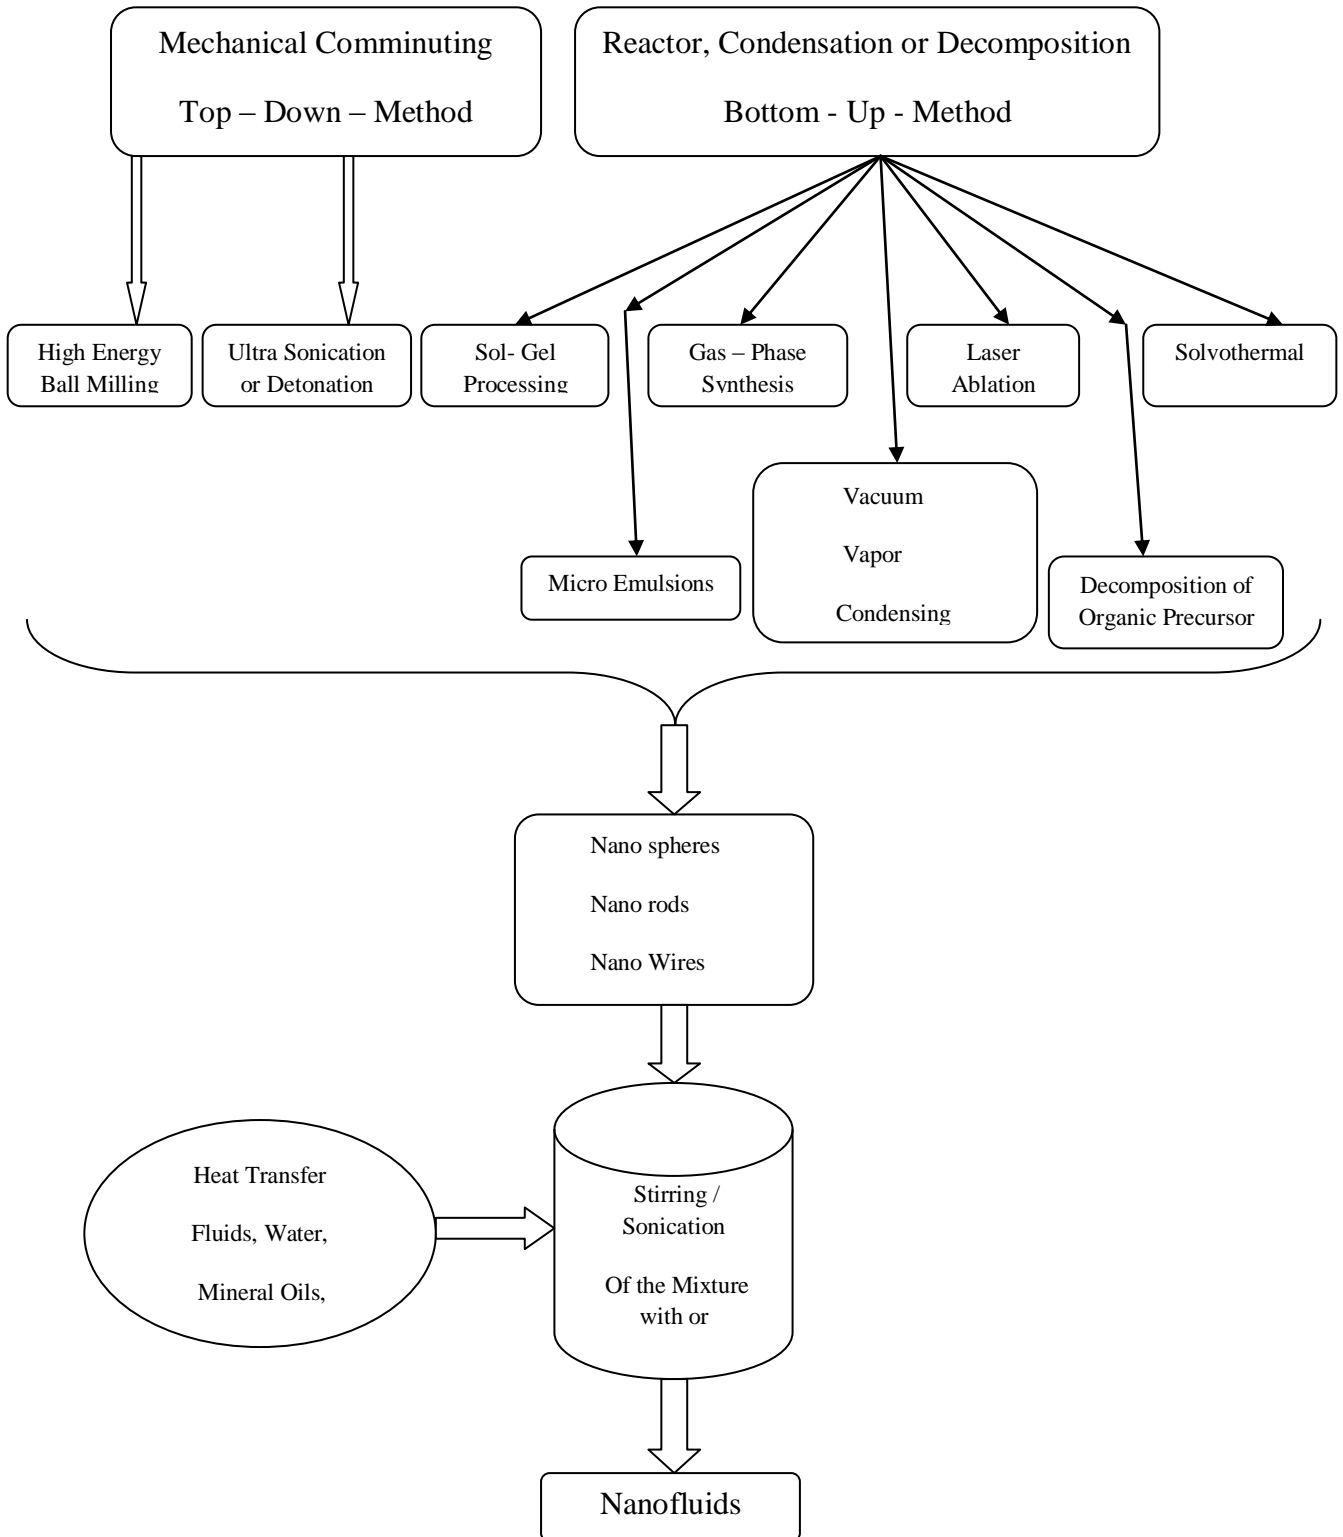 Mechanical Comminuting
Top – Down – Method
Reactor, Condensation or Decomposition
Bottom - Up - Method
High Energy
Ball Milling
Ultra Sonication
or Detonation
Sol- Gel
Processing
Gas – Phase
Synthesis
Laser
Ablation
Solvothermal
Micro Emulsions
Vacuum
Vapor
Condensing
Decomposition of
Organic Precursor
Nano spheres
Nano rods
Nano Wires
Heat Transfer
Fluids, Water,
Mineral Oils,
Stirring /
Sonication
Of the Mixture
with or
Nanofluids